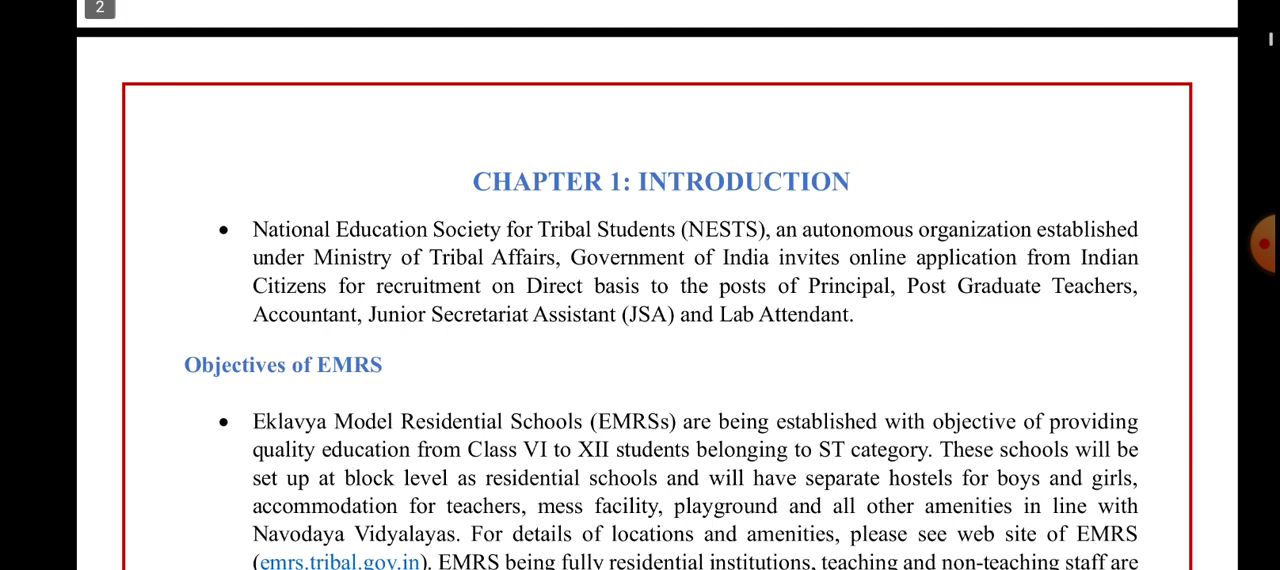 2
CHAPTER 1: INTRODUCTION
• National Education Society for Tribal Students (NESTS), an autonomous organization established
under Ministry of Tribal Affairs, Government of India invites online application from Indian
Citizens for recruitment on Direct basis to the posts of Principal, Post Graduate Teachers,
Accountant, Junior Secretariat Assistant (JSA) and Lab Attendant.
Objectives of EMRS
• Eklavya Model Residential Schools (EMRSs) are being established with objective of providing
quality education from Class VI to XII students belonging to ST category. These schools will be
set up at block level as residential schools and will have separate hostels for boys and girls,
accommodation for teachers, mess facility, playground and all other amenities in line with
Navodaya Vidyalayas. For details of locations and amenities, please see web site of EMRS
(emrs.tribal.gov.in). EMRS being fully residential institutions, teaching and non-teaching staff are